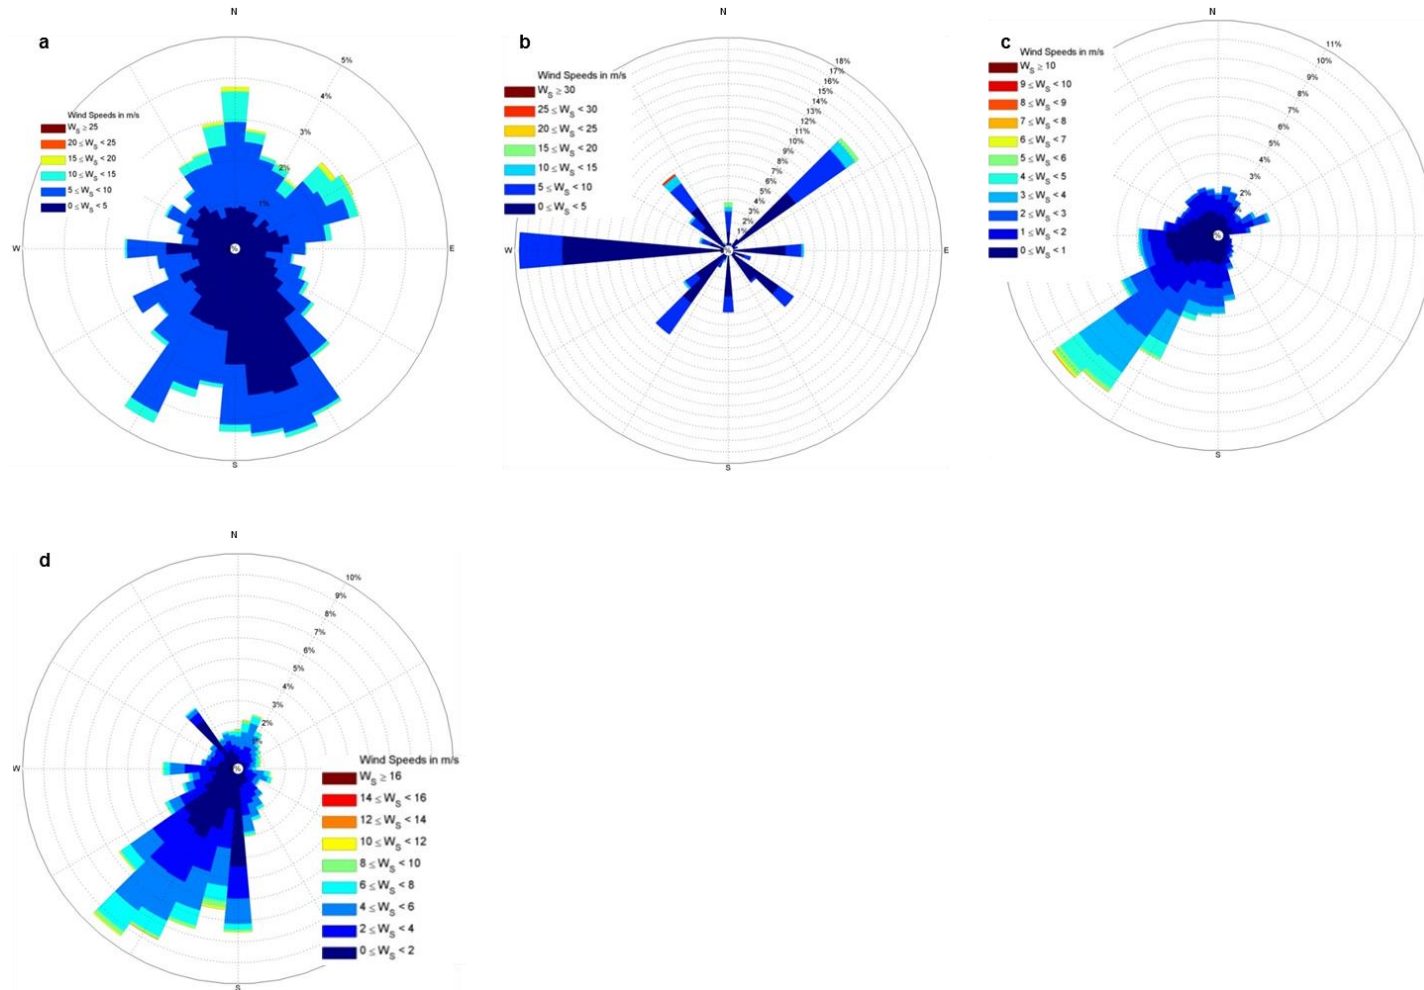 N
a
5%
4%
3%
2%
1%
Wind Speeds in m/s
W_S ≥ 25
20 ≤ W_S < 25
15 ≤ W_S < 20
10 ≤ W_S < 15
5 ≤ W_S < 10
0 ≤ W_S < 5
W
%
E
S
N
b
18%
17%
16%
15%
14%
13%
12%
11%
10%
9%
8%
7%
6%
5%
4%
3%
2%
1%
Wind Speeds in m/s
W_S ≥ 30
25 ≤ W_S < 30
20 ≤ W_S < 25
15 ≤ W_S < 20
10 ≤ W_S < 15
5 ≤ W_S < 10
0 ≤ W_S < 5
W
%
E
S
N
c
11%
10%
9%
8%
7%
6%
5%
4%
3%
2%
Wind Speeds in m/s
W_S ≥ 10
9 ≤ W_S < 10
8 ≤ W_S < 9
7 ≤ W_S < 8
6 ≤ W_S < 7
5 ≤ W_S < 6
4 ≤ W_S < 5
3 ≤ W_S < 4
2 ≤ W_S < 3
1 ≤ W_S < 2
0 ≤ W_S < 1
%
S
N
d
10%
9%
8%
7%
6%
5%
4%
3%
2%
W
%
S
Wind Speeds in m/s
W_S ≥ 16
14 ≤ W_S < 16
12 ≤ W_S < 14
10 ≤ W_S < 12
8 ≤ W_S < 10
6 ≤ W_S < 8
4 ≤ W_S < 6
2 ≤ W_S < 4
0 ≤ W_S < 2